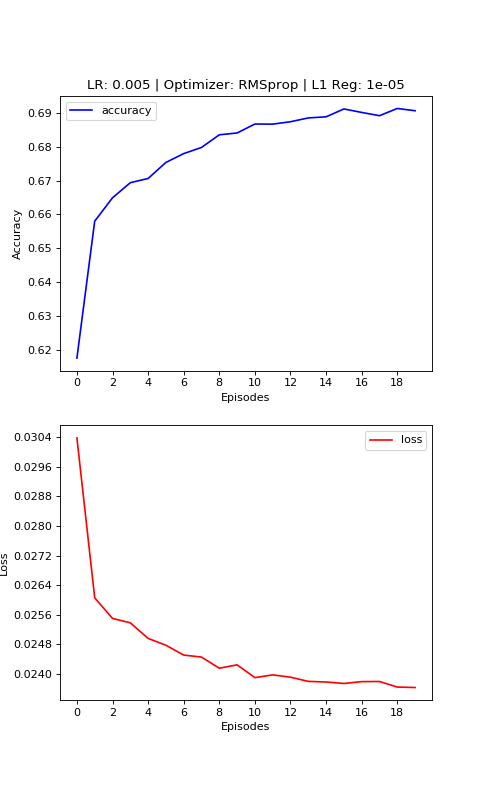 LR: 0.005 | Optimizer: RMSprop | L1 Reg: 1e-05
accuracy
0.69
0.68
0.67
0.66
0.65
0.64
0.63
0.62
Accuracy
0 2 4 6 8 10 12 14 16 18
Episodes
loss
0.0304
0.0296
0.0288
0.0280
0.0272
0.0264
0.0256
0.0248
0.0240
Loss
0 2 4 6 8 10 12 14 16 18
Episodes